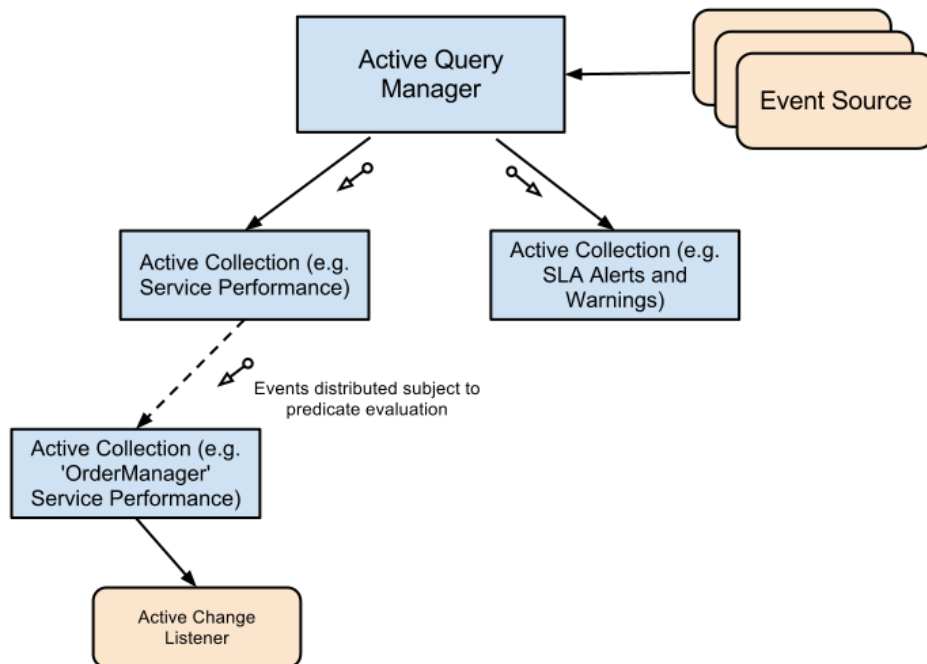 Active Query
Manager
Event Source
Active Collection (e.g.
Service Performance)
Active Collection (e.g.
SLA Alerts and
Warnings)
Events distributed subject to
predicate evaluation
Active Collection (e.g.
'OrderManager'
Service Performance)
Active Change
Listener